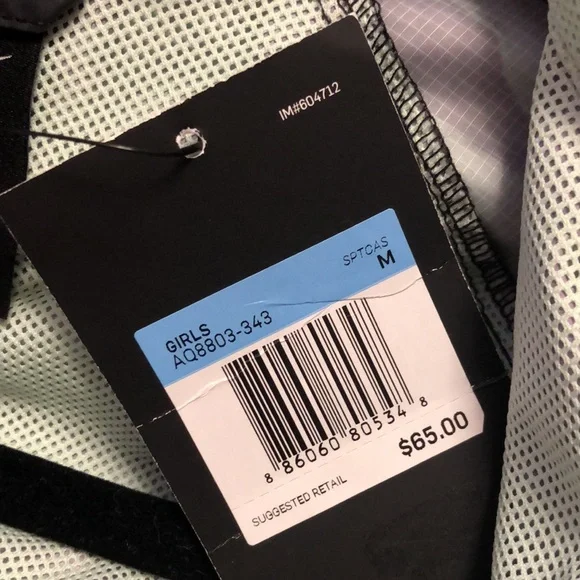 IM#604712
SPTCAS
M
GIRLS
AQ8803-343
8 86060 80534 8
$65.00
SUGGESTED RETAIL